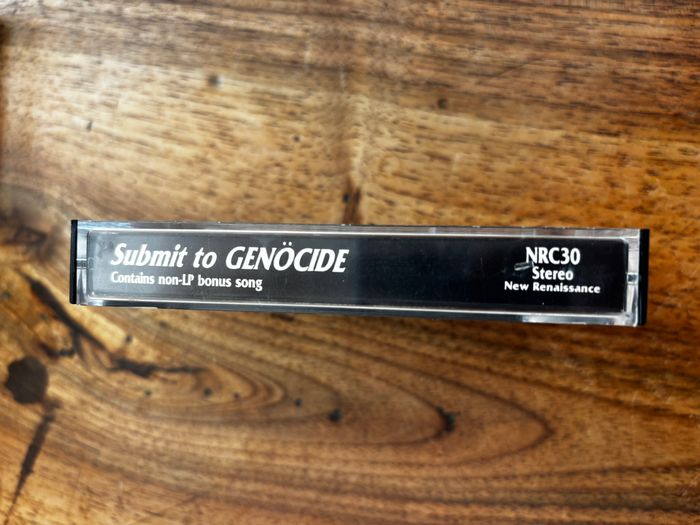 Submit to GENÖCIDE
Contains non-LP bonus song
NRC30
Stereo
New Renaissance